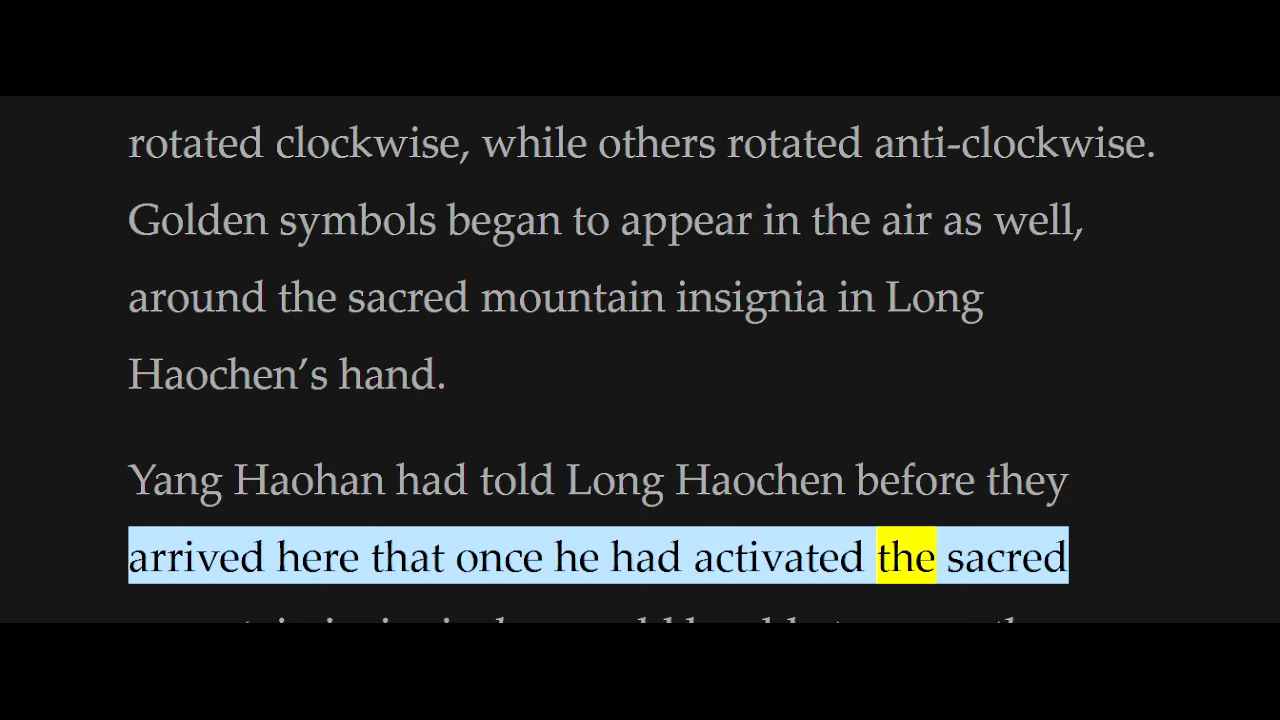 rotated clockwise, while others rotated anti-clockwise.
Golden symbols began to appear in the air as well,
around the sacred mountain insignia in Long
Haochen’s hand.
Yang Haohan had told Long Haochen before they
arrived here that once he had activated the sacred